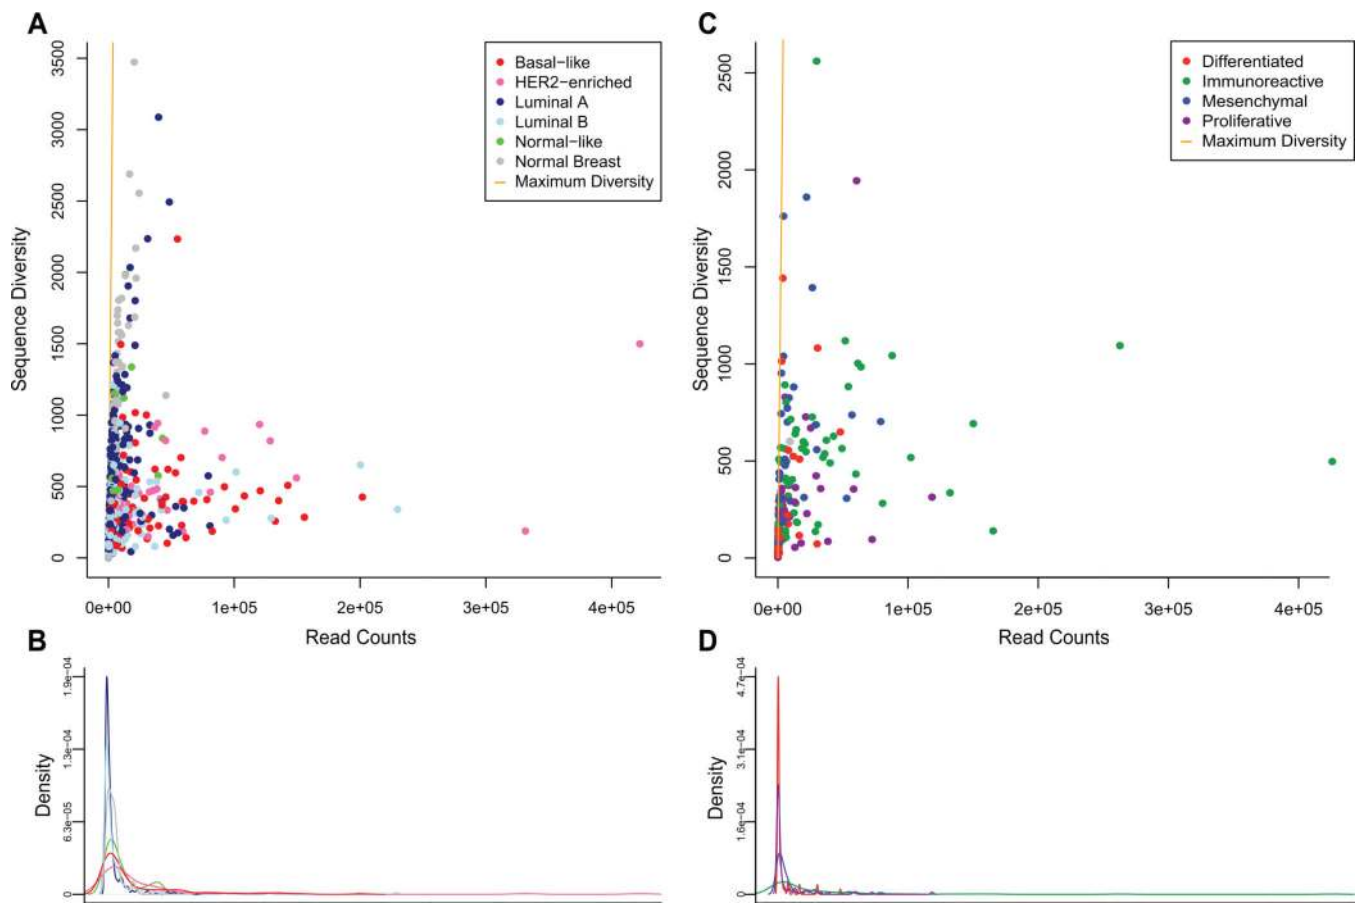 A
Sequence Diversity
3500
3000
2500
2000
1500
1000
500
0
Basal−like
HER2−enriched
Luminal A
Luminal B
Normal−like
Normal Breast
Maximum Diversity
0e+00 1e+05 2e+05 3e+05 4e+05
Read Counts
C
Sequence Diversity
2500
2000
1500
1000
500
0
Differentiated
Immunoreactive
Mesenchymal
Proliferative
Maximum Diversity
0e+00 1e+05 2e+05 3e+05 4e+05
Read Counts
B
Density
1.9e−04
1.3e−04
6.3e−05
0
D
Density
4.7e−04
3.1e−04
1.6e−04
0